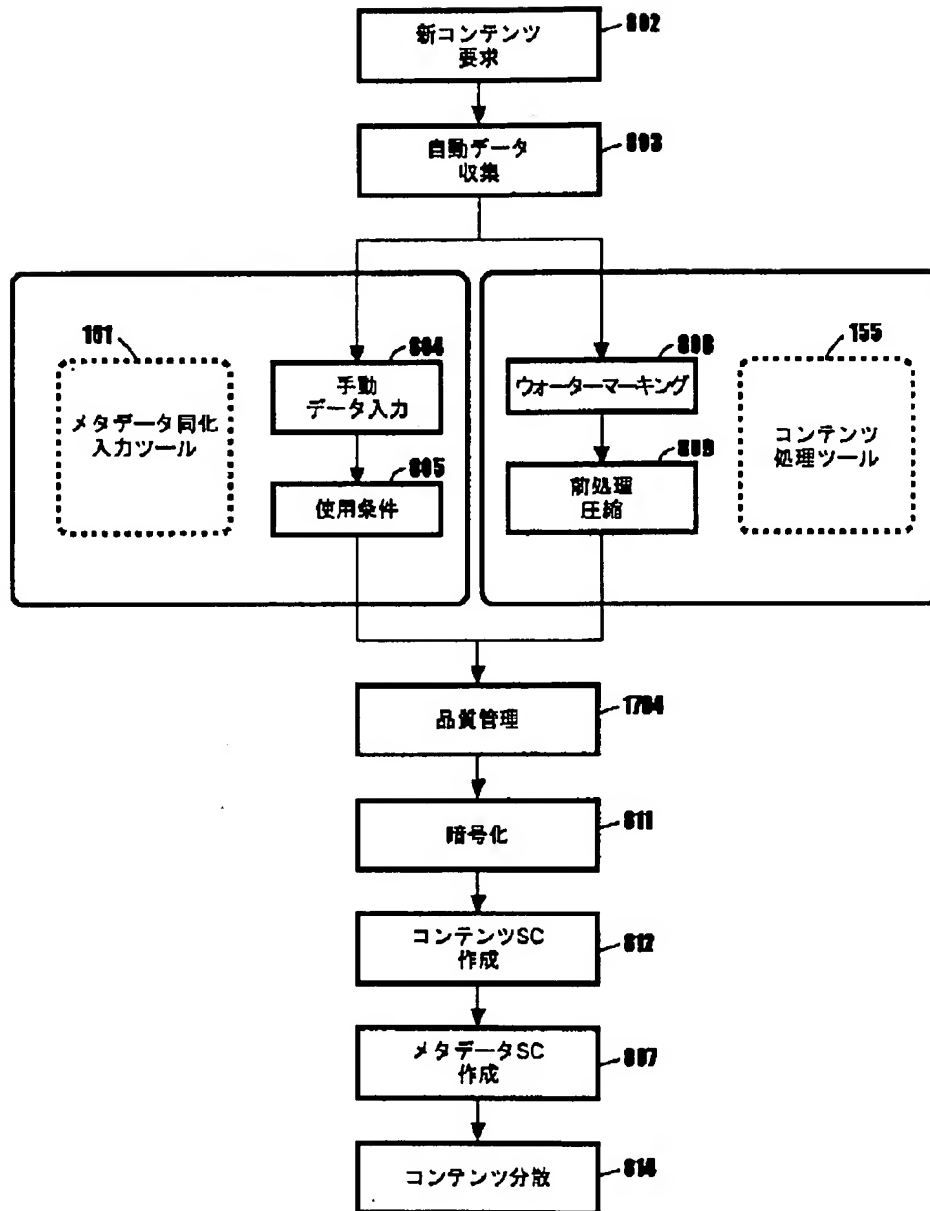 新コンテンツ
要求
802
自動データ
収集
803
161
メタデータ同化
入力ツール
804
手動
データ入力
805
使用条件
808
ウォーターマーキング
809
前処理
圧縮
155
コンテンツ
処理ツール
品質管理
1704
暗号化
811
コンテンツSC
作成
812
メタデータSC
作成
807
コンテンツ分散
814